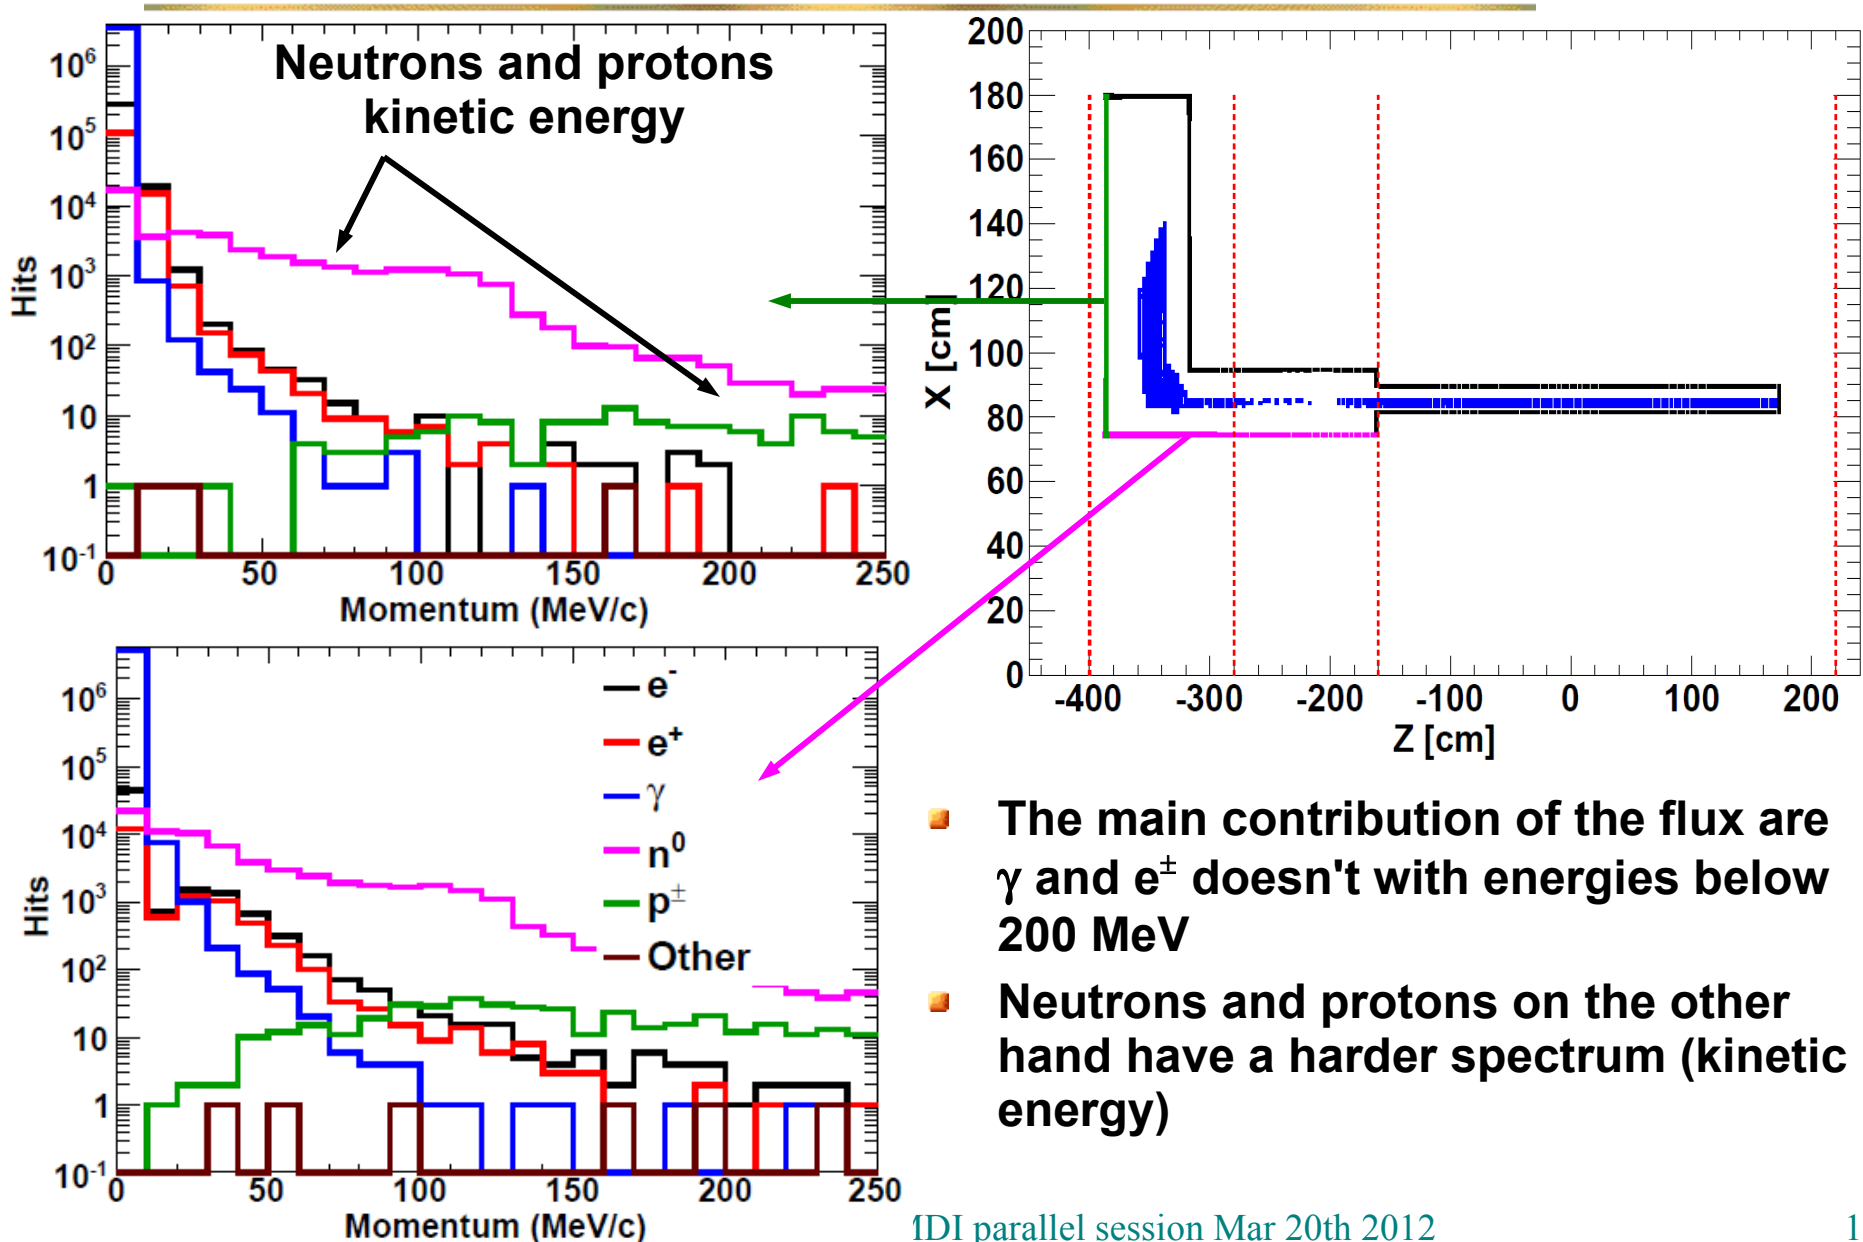 Neutrons and protons
kinetic energy
Hits
10^6
10^5
10^4
10^3
10^2
10
1
10^-1
0 50 100 150 200 250
Momentum (MeV/c)
X [cm]
200
180
160
140
120
100
80
60
40
20
0
-400 -300 -200 -100 0 100 200
Z [cm]
Hits
10^6
10^5
10^4
10^3
10^2
10
1
10^-1
0 50 100 150 200 250
Momentum (MeV/c)
e^-
e^+
γ
n^0
p^±
Other
The main contribution of the flux are
γ and e^± doesn't with energies below
200 MeV
Neutrons and protons on the other
hand have a harder spectrum (kinetic
energy)
parallel session Mar 20th 2012
1